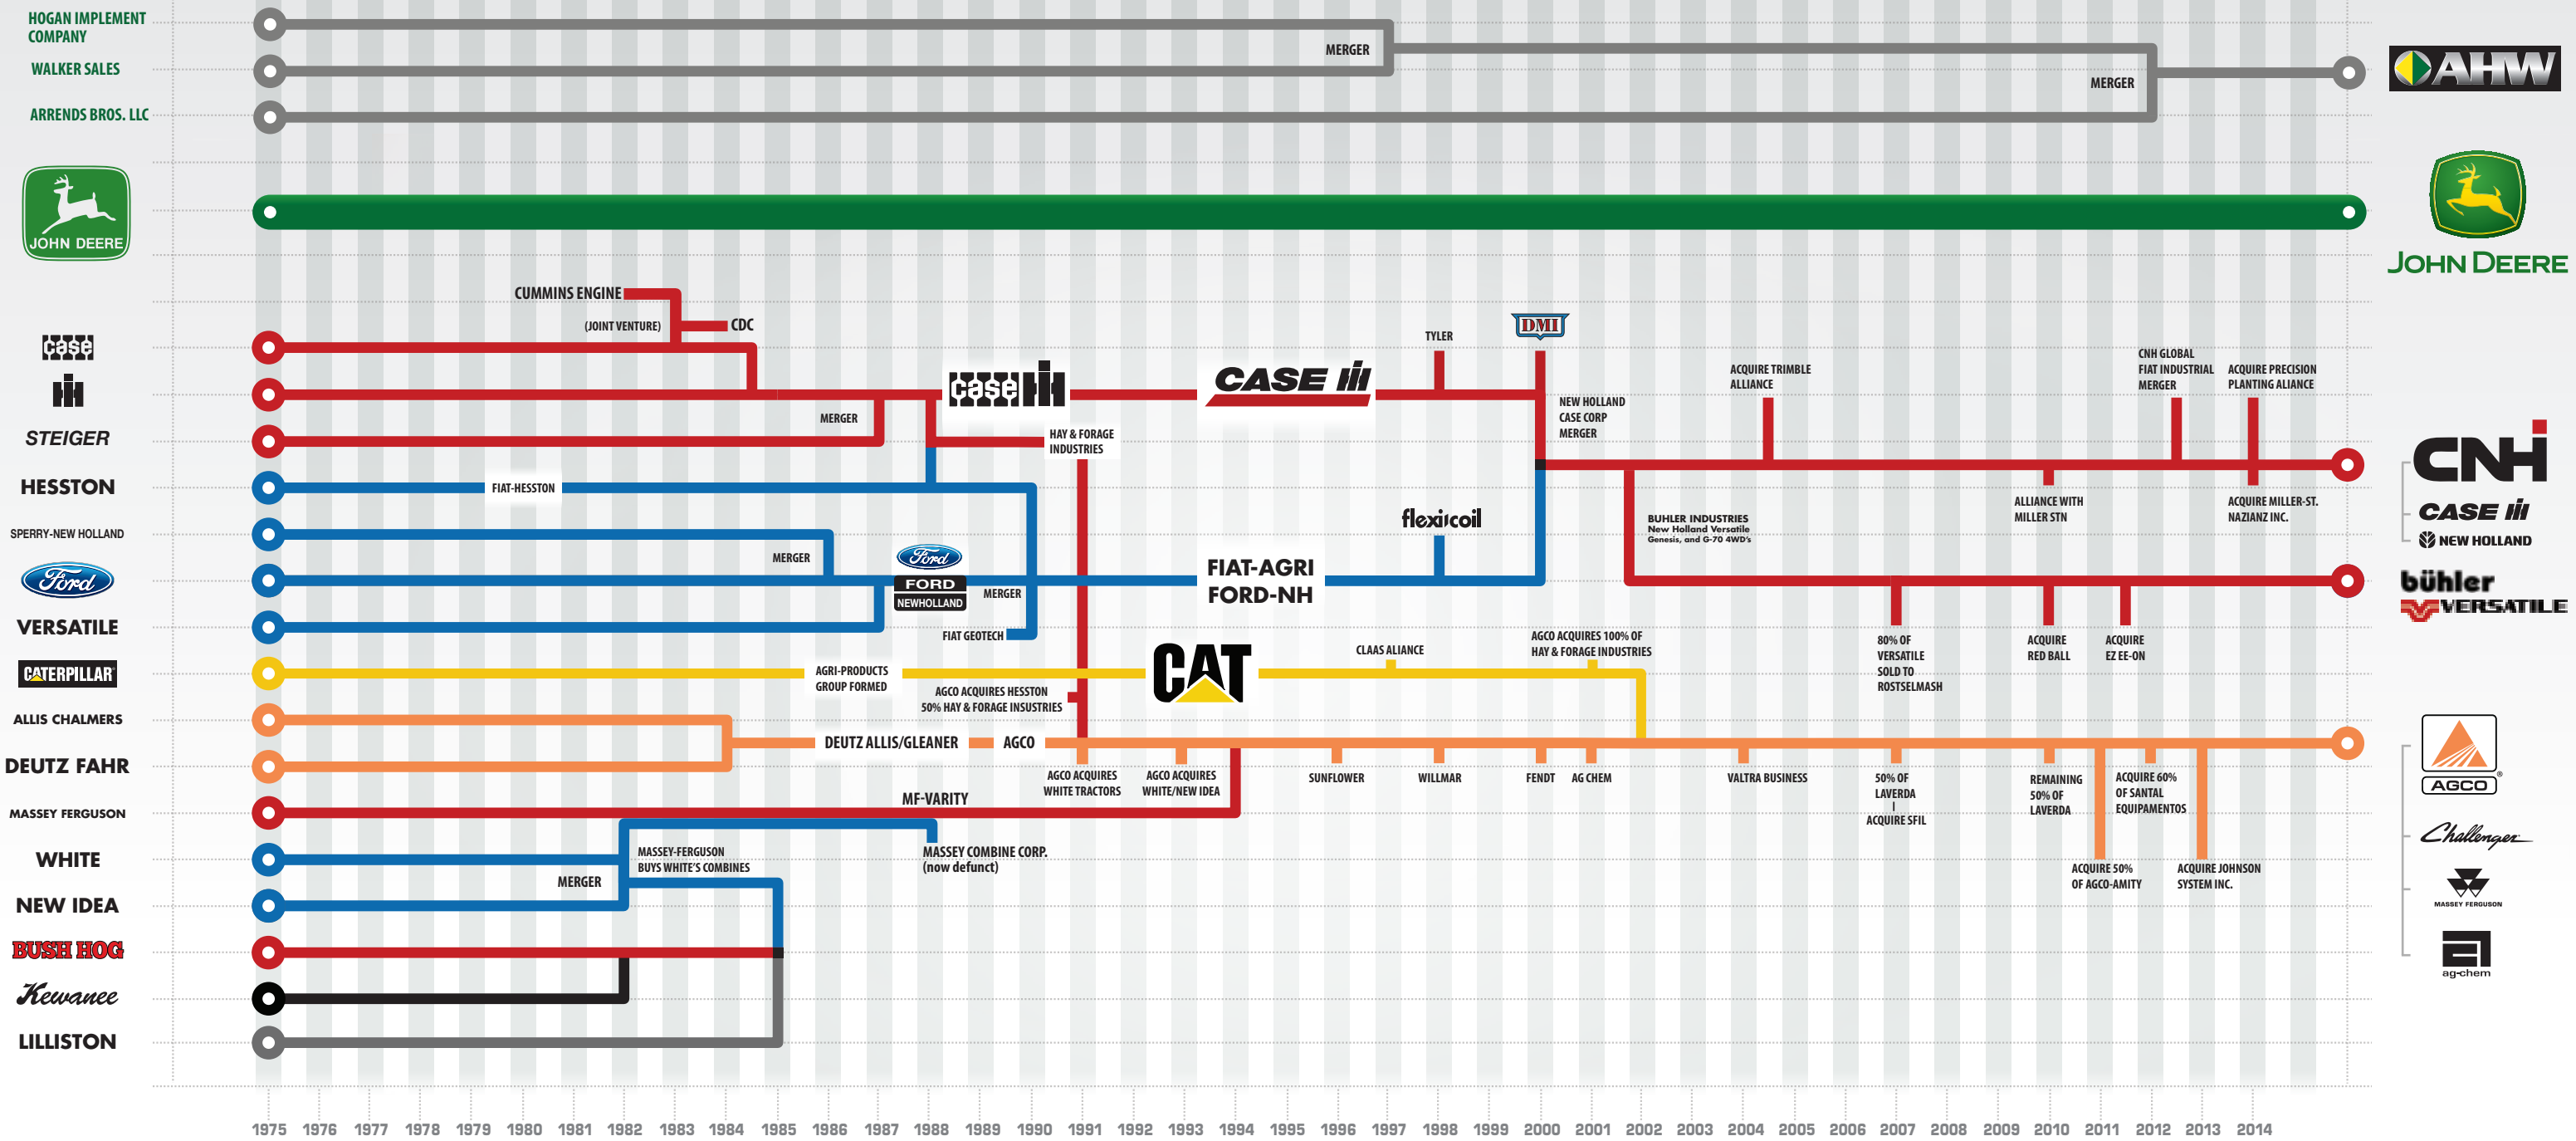 HOGAN IMPLEMENT
COMPANY
WALKER SALES
ARRENDS BROS. LLC
MERGER
MERGER
AHW
JOHN DEERE
JOHN DEERE
CUMMINS ENGINE
(JOINT VENTURE)
CDC
CASE
IH
STEIGER
HESSTON
SPERRY-NEW HOLLAND
Ford
VERSATILE
CATERPILLAR
ALLIS CHALMERS
DEUTZ FAHR
MASSEY FERGUSON
WHITE
NEW IDEA
BUSH HOG
Kewanee
LILLISTON
MERGER
case IH
CASE IH
TYLER
DMI
NEW HOLLAND
CASE CORP
MERGER
HAY & FORAGE
INDUSTRIES
FIAT-HESSTON
MERGER
Ford
FORD
NEWHOLLAND
MERGER
FIAT GEOTECH
FIAT-AGRI
FORD-NH
flexi-coil
ACQUIRE TRIMBLE
ALLIANCE
CNH GLOBAL
FIAT INDUSTRIAL
MERGER
ACQUIRE PRECISION
PLANTING ALIANCE
ALLIANCE WITH
MILLER STN
ACQUIRE MILLER-ST.
NAZIANZ INC.
BUHLER INDUSTRIES
New Holland Versatile
Genesis, and G-70 4WD's
80% OF
VERSATILE
SOLD TO
ROSTSELMASH
ACQUIRE
RED BALL
ACQUIRE
EZ EE-ON
CNH
CASE IH
NEW HOLLAND
bühler
VERSATILE
AGRI-PRODUCTS
GROUP FORMED
CAT
CLAAS ALIANCE
AGCO ACQUIRES 100% OF
HAY & FORAGE INDUSTRIES
AGCO ACQUIRES HESSTON
50% HAY & FORAGE INSUSTRIES
DEUTZ ALLIS/GLEANER
AGCO
AGCO ACQUIRES
WHITE TRACTORS
AGCO ACQUIRES
WHITE/NEW IDEA
SUNFLOWER
WILLMAR
FENDT
AG CHEM
VALTRA BUSINESS
50% OF
LAVERDA
|
ACQUIRE SFIL
REMAINING
50% OF
LAVERDA
ACQUIRE 60%
OF SANTAL
EQUIPAMENTOS
ACQUIRE 50%
OF AGCO-AMITY
ACQUIRE JOHNSON
SYSTEM INC.
MF-VARITY
MASSEY-FERGUSON
BUYS WHITE'S COMBINES
MASSEY COMBINE CORP.
(now defunct)
MERGER
AGCO ®
Challenger
MASSEY FERGUSON
ag-chem
1975 1976 1977 1978 1979 1980 1981 1982 1983 1984 1985 1986 1987 1988 1989 1990 1991 1992 1993 1994 1995 1996 1997 1998 1999 2000 2001 2002 2003 2004 2005 2006 2007 2008 2009 2010 2011 2012 2013 2014